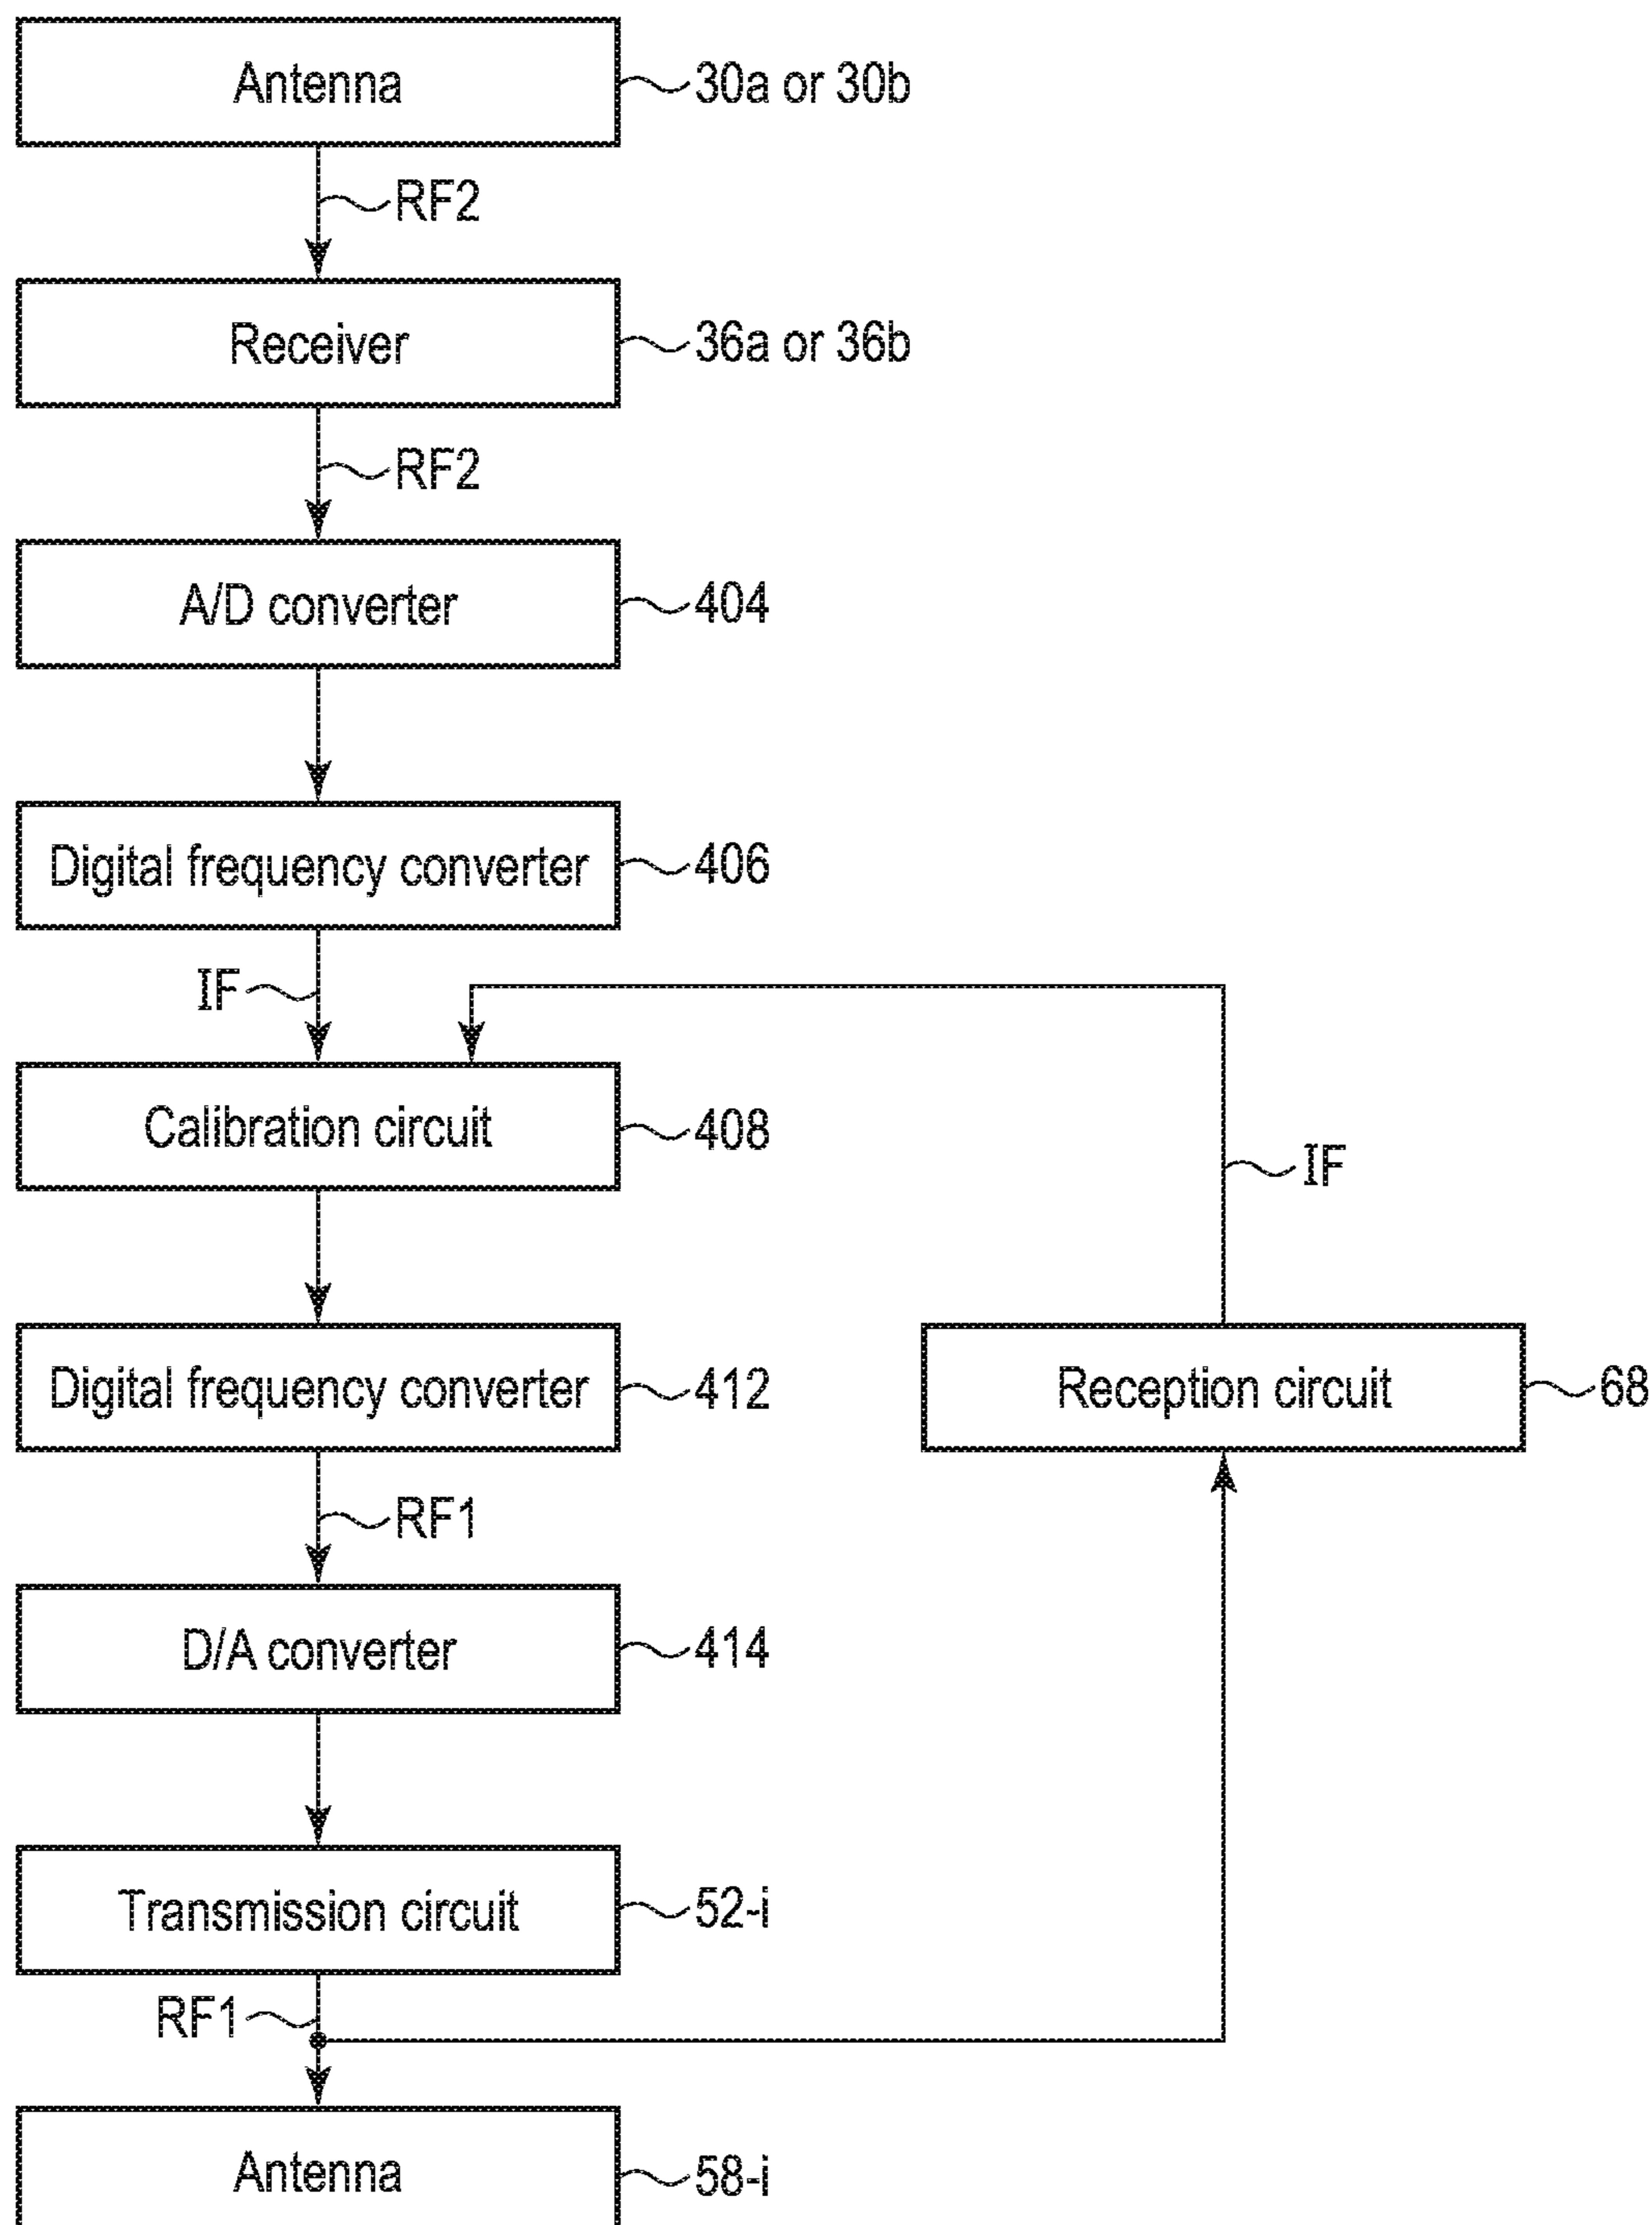 Antenna
30a or 30b
RF2
Receiver
36a or 36b
RF2
A/D converter
404
Digital frequency converter
406
IF
Calibration circuit
408
IF
Digital frequency converter
412
Reception circuit
68
RF1
D/A converter
414
Transmission circuit
52-i
RF1
Antenna
58-i